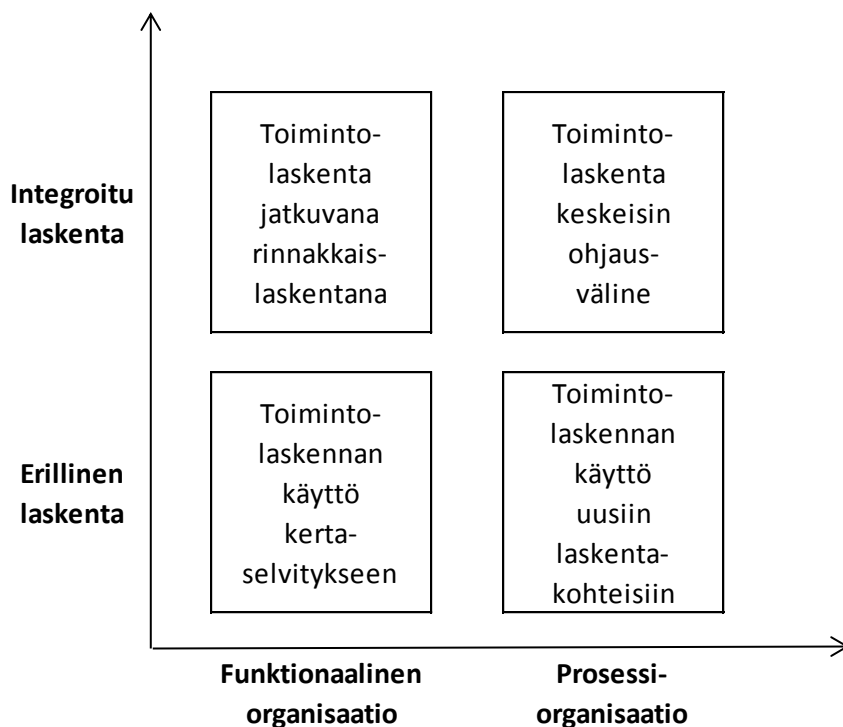 Integroitu
laskenta
Toiminto-
laskenta
jatkuvana
rinnakkais-
laskentana
Toiminto-
laskenta
keskeisin
ohjaus-
väline
Erillinen
laskenta
Toiminto-
laskennan
käyttö
kerta-
selvitykseen
Toiminto-
laskennan
käyttö
uusiin
laskenta-
kohteisiin
Funktionaalinen
organisaatio
Prosessi-
organisaatio